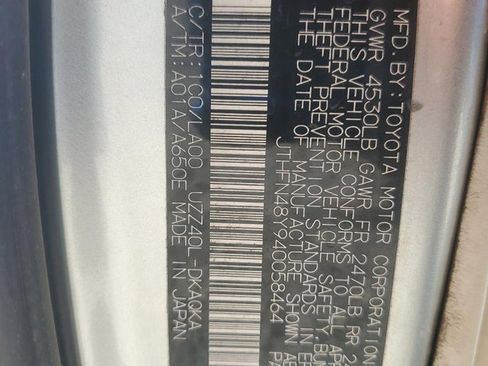 MFD. BY: TOYOTA MOTOR CORPORATION
GVWR 4530LB GAWR FR 2470LB RR
THIS VEHICLE CONFORMS TO ALL
FEDERAL MOTOR VEHICLE SAFETY,
THEFT PREVENTION STANDARDS
THE DATE OF MANUFACTURE SHOWN
JTHFN48Y940058464
C/TR: 1C0/LACO UZZ40L-DKAQKA
A/TM: A01A/A650E MADE IN JAPAN